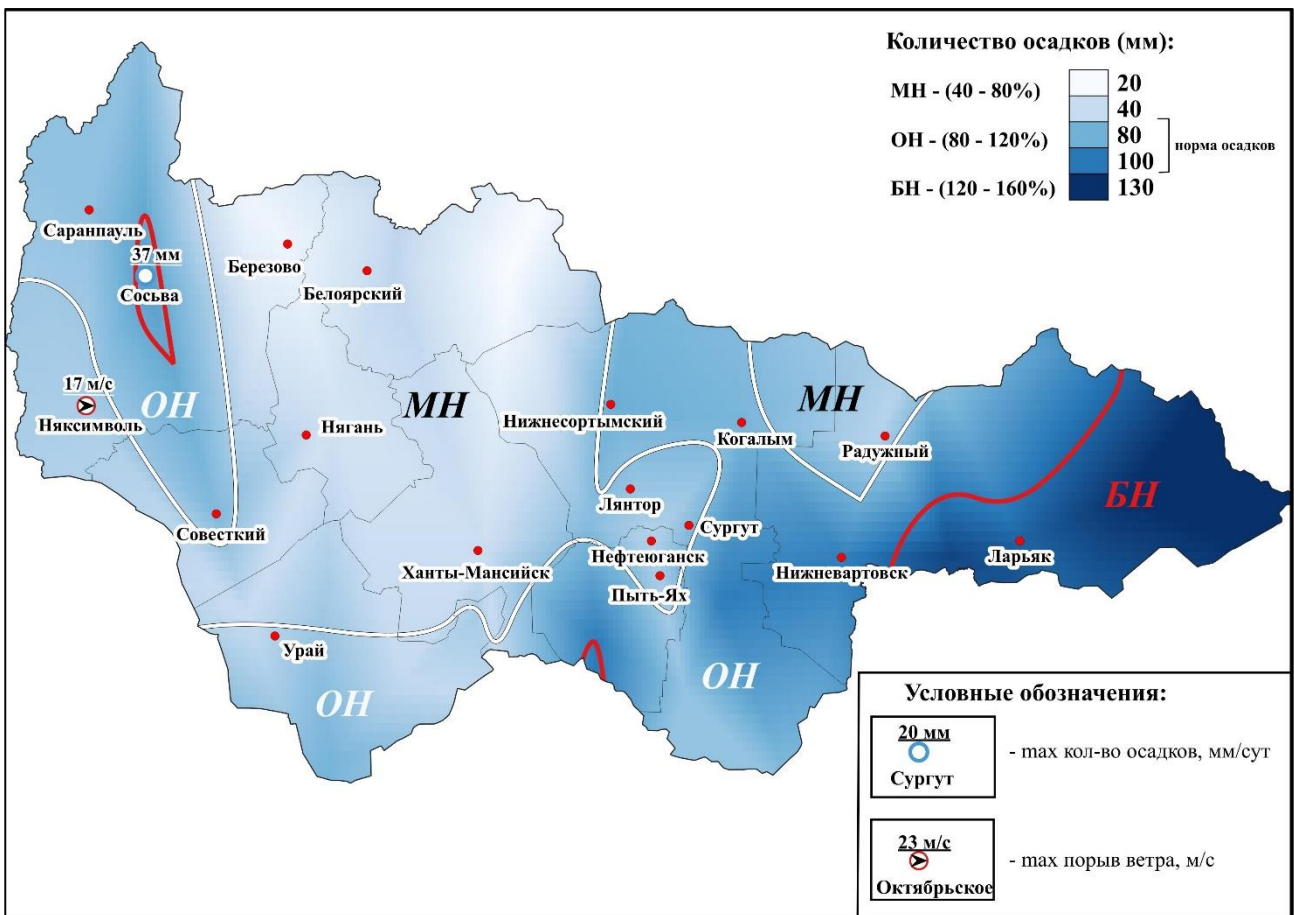 Количество осадков (мм):
МН - (40 - 80%)
ОН - (80 - 120%)
БН - (120 - 160%)
20
40
80
100
130
норма осадков
Саранпауль
37 мм
Сосьва
Березово
Белоярский
17 м/с
Няксимволь
ОН
МН
Нягань
Нижнесортымский
МН
Когалым
Радужный
БН
Совесткий
Лянтор
Сургут
Ханты-Мансийск
Нефтеюганск
Пыть-Ях
Нижневартовск
Ларьяк
Урай
ОН
ОН
Условные обозначения:
20 мм
Сургут
- max кол-во осадков, мм/сут
23 м/с
Октябрьское
- max порыв ветра, м/с